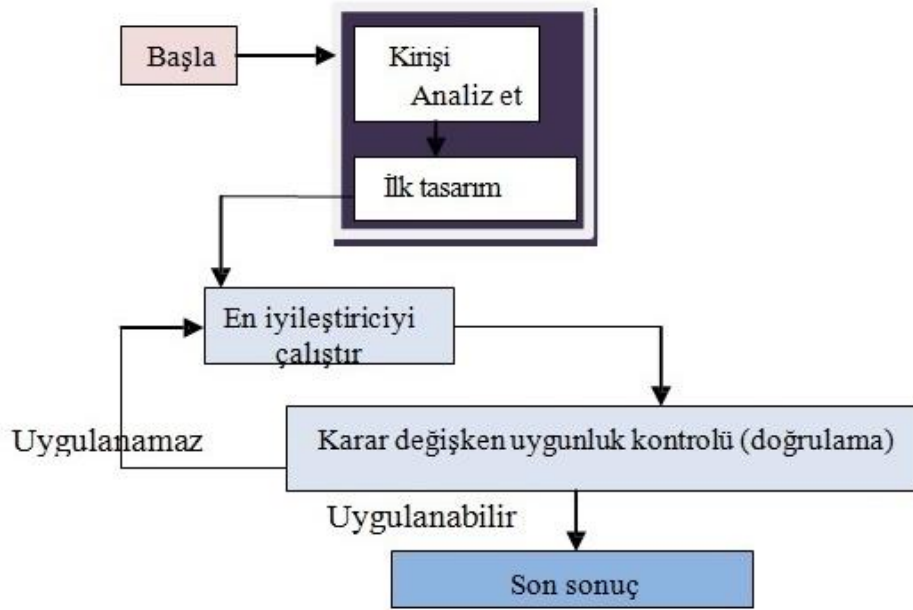 Başla
Kirişi
Analiz et
İlk tasarım
En iyileştiriciyi
çalıştır
Uygulanamaz
Karar değişken uygunluk kontrolü (doğrulama)
Uygulanabilir
Son sonuç